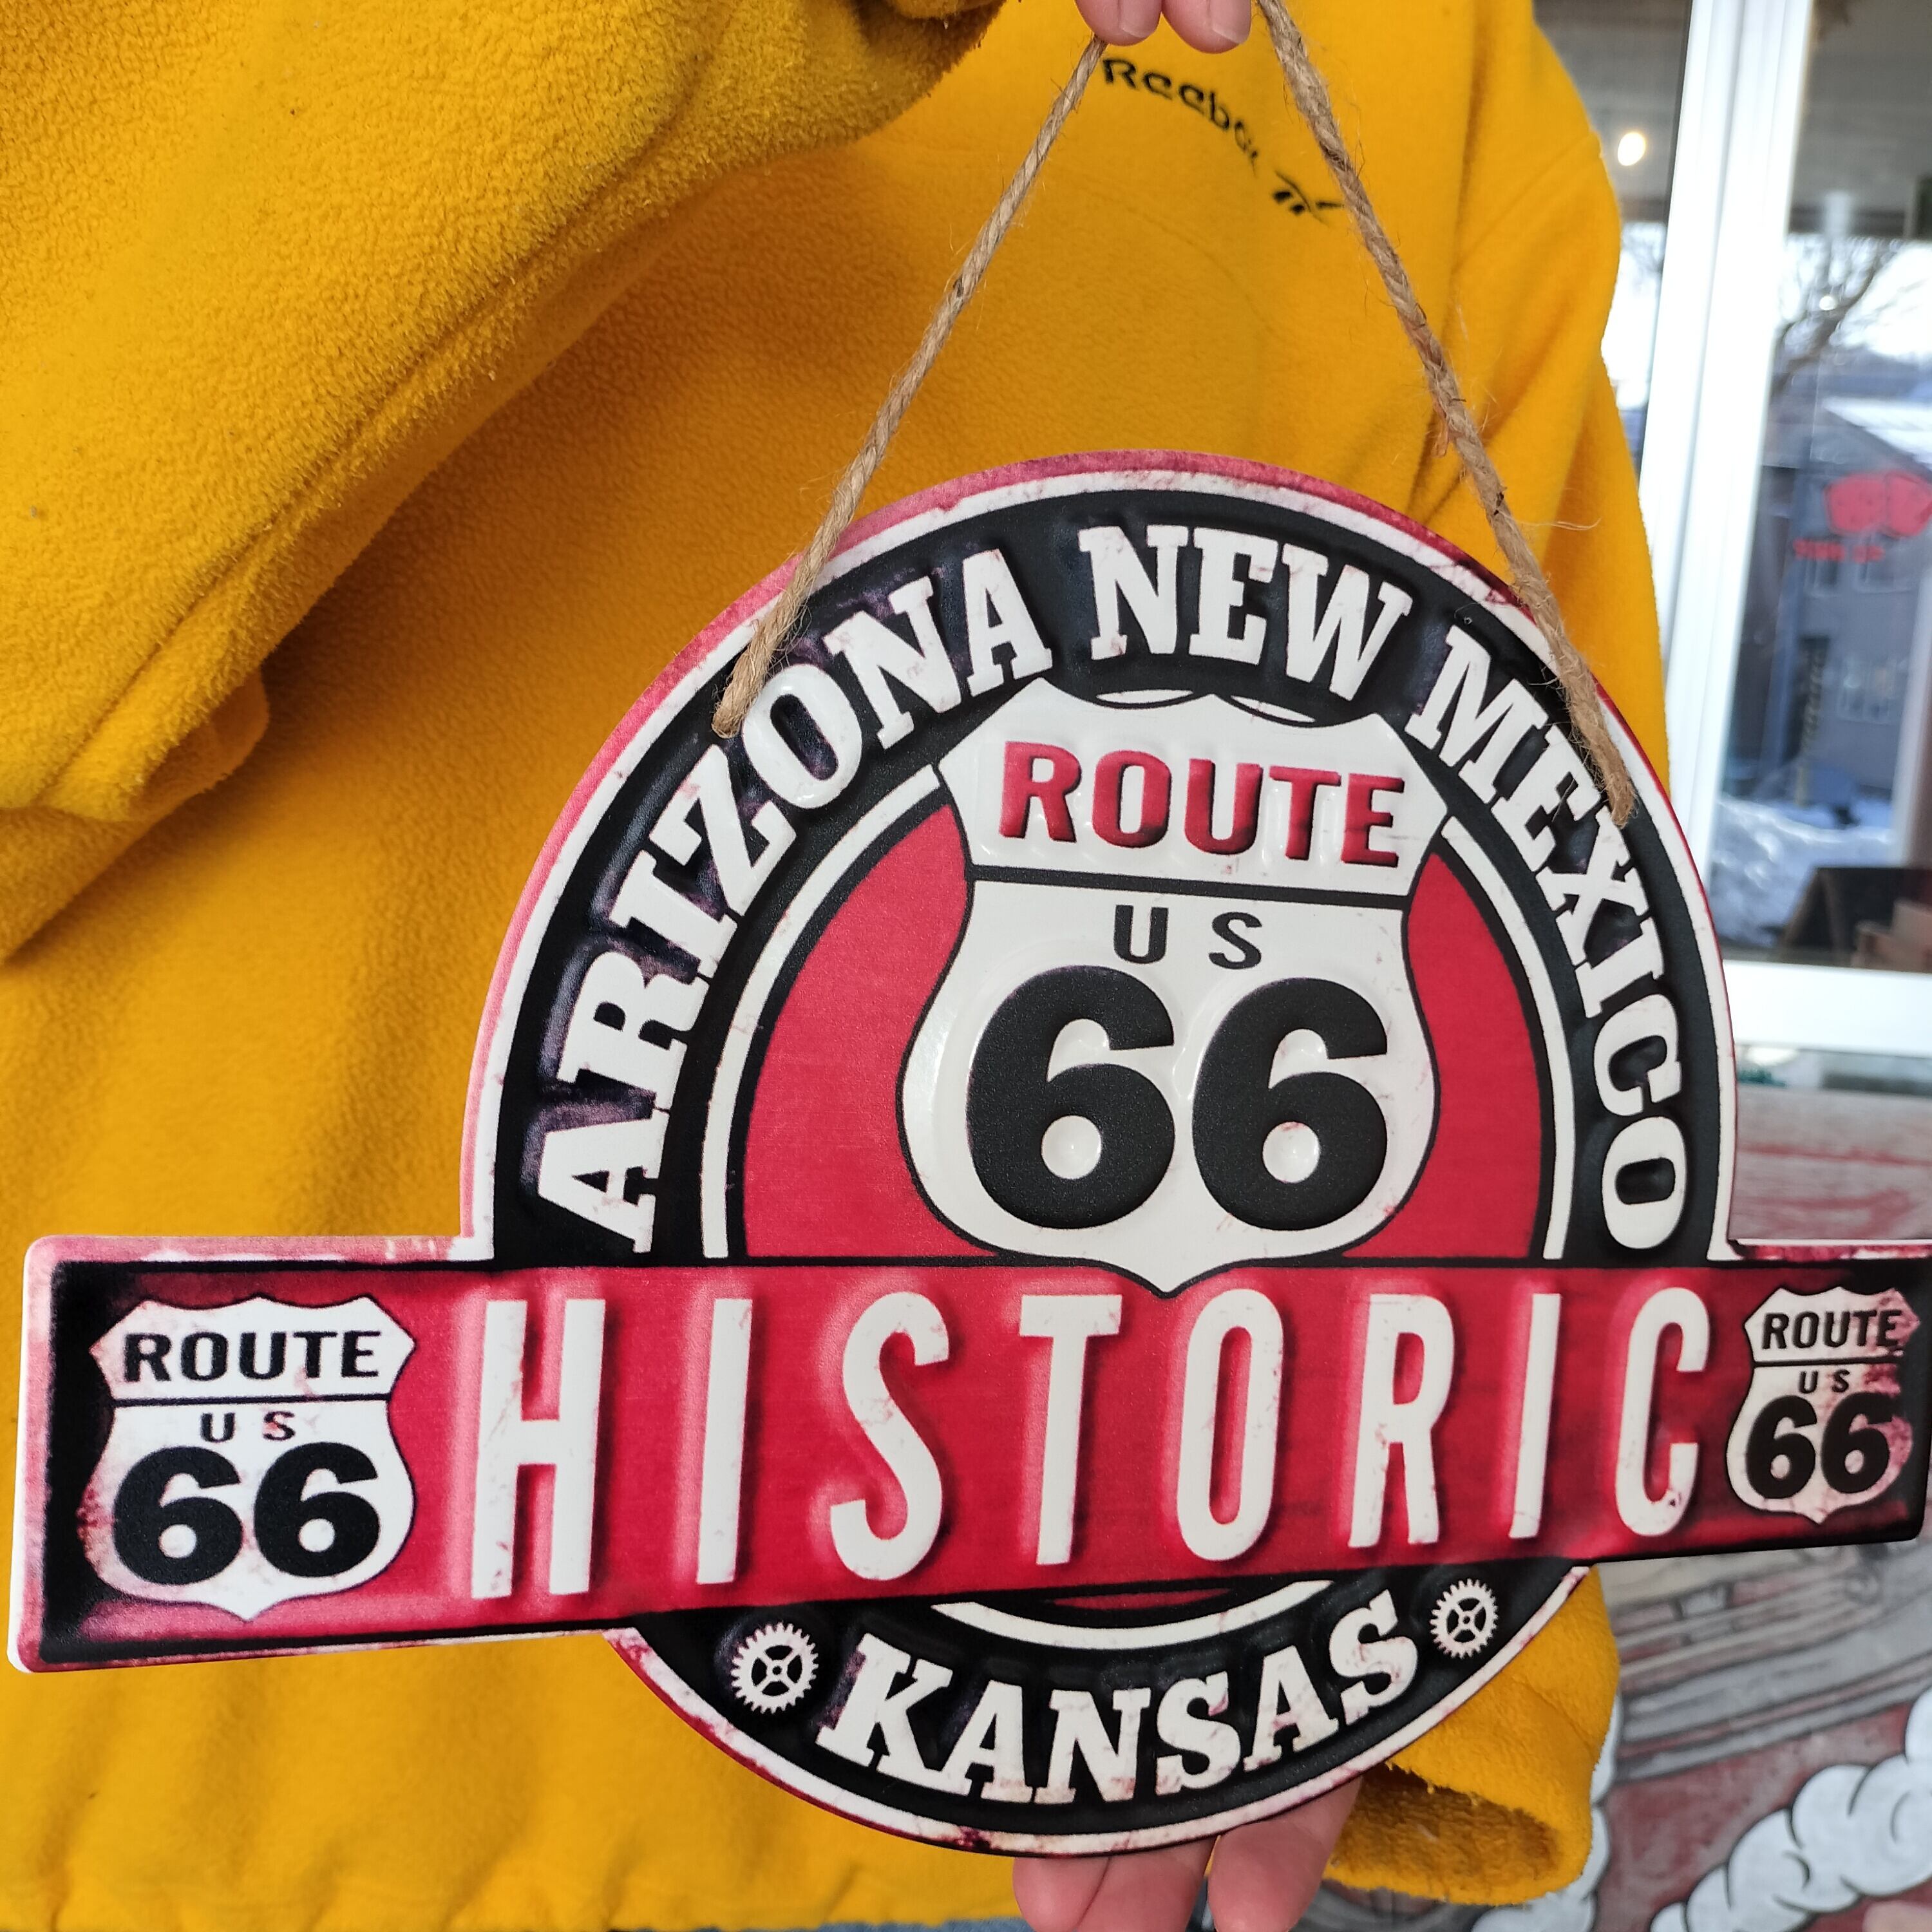 Reebok
ARIZONA NEW MEXICO
ROUTE
US
66
ROUTE
US
66
HISTORIC
ROUTE
US
66
KANSAS